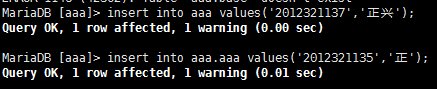 MariaDB [aaa]> insert into aaa values('2012321137','正兴');
Query OK, 1 row affected, 1 warning (0.00 sec)
MariaDB [aaa]> insert into aaa.aaa values('2012321135','正');
Query OK, 1 row affected, 1 warning (0.01 sec)